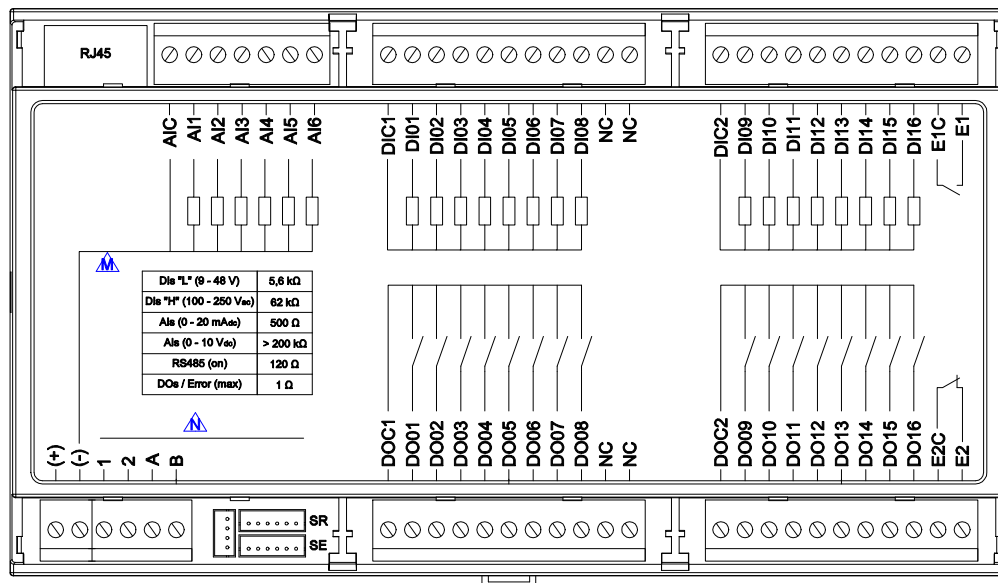 RJ45
AIC AI1 AI2 AI3 AI4 AI5 AI6
DIC1 DI01 DI02 DI03 DI04 DI05 DI06 DI07 DI08 NC NC
DIC2 DI09 DI10 DI11 DI12 DI13 DI14 DI15 DI16 E1C E1
M
DIs "L" (9 - 48 V) 5,6 kΩ
DIs "H" (100 - 250 Vac) 62 kΩ
AIs (0 - 20 mAdc) 500 Ω
AIs (0 - 10 Vdc) > 200 kΩ
RS485 (on) 120 Ω
DOs / Error (max) 1 Ω
N
(+) (-) 1 2 A B
DOC1 DO01 DO02 DO03 DO04 DO05 DO06 DO07 DO08 NC NC
DOC2 DO09 DO10 DO11 DO12 DO13 DO14 DO15 DO16 E2C E2
SR
SE